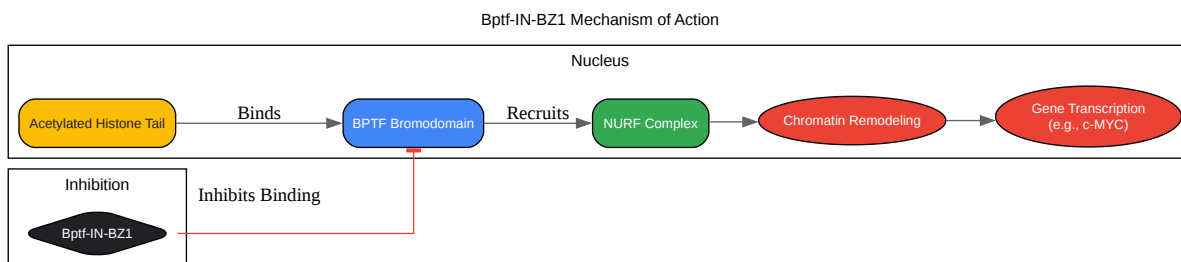 Bptf-IN-BZ1 Mechanism of Action
Nucleus
Acetylated Histone Tail
Binds
BPTF Bromodomain
Recruits
NURF Complex
Chromatin Remodeling
Gene Transcription
(e.g., c-MYC)
Inhibition
Inhibits Binding
Bptf-IN-BZ1